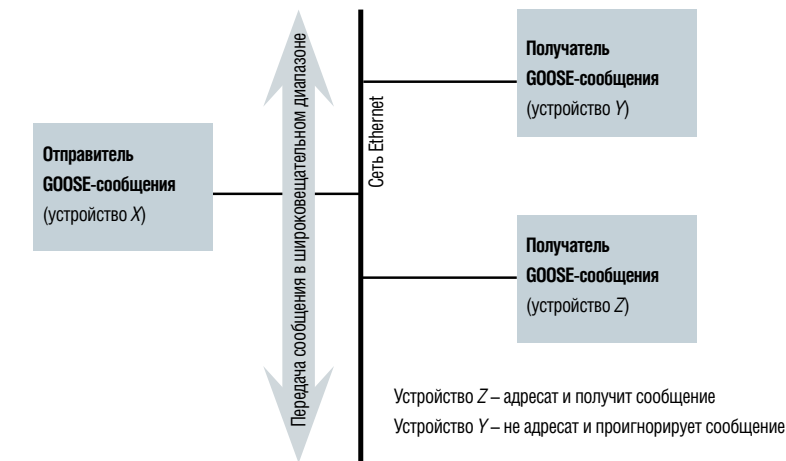 Отправитель
GOOSE-сообщения
(устройство X)
Передача сообщения в широковещательном диапазоне
Сеть Ethernet
Получатель
GOOSE-сообщения
(устройство Y)
Получатель
GOOSE-сообщения
(устройство Z)
Устройство Z – адресат и получит сообщение
Устройство Y – не адресат и проигнорирует сообщение